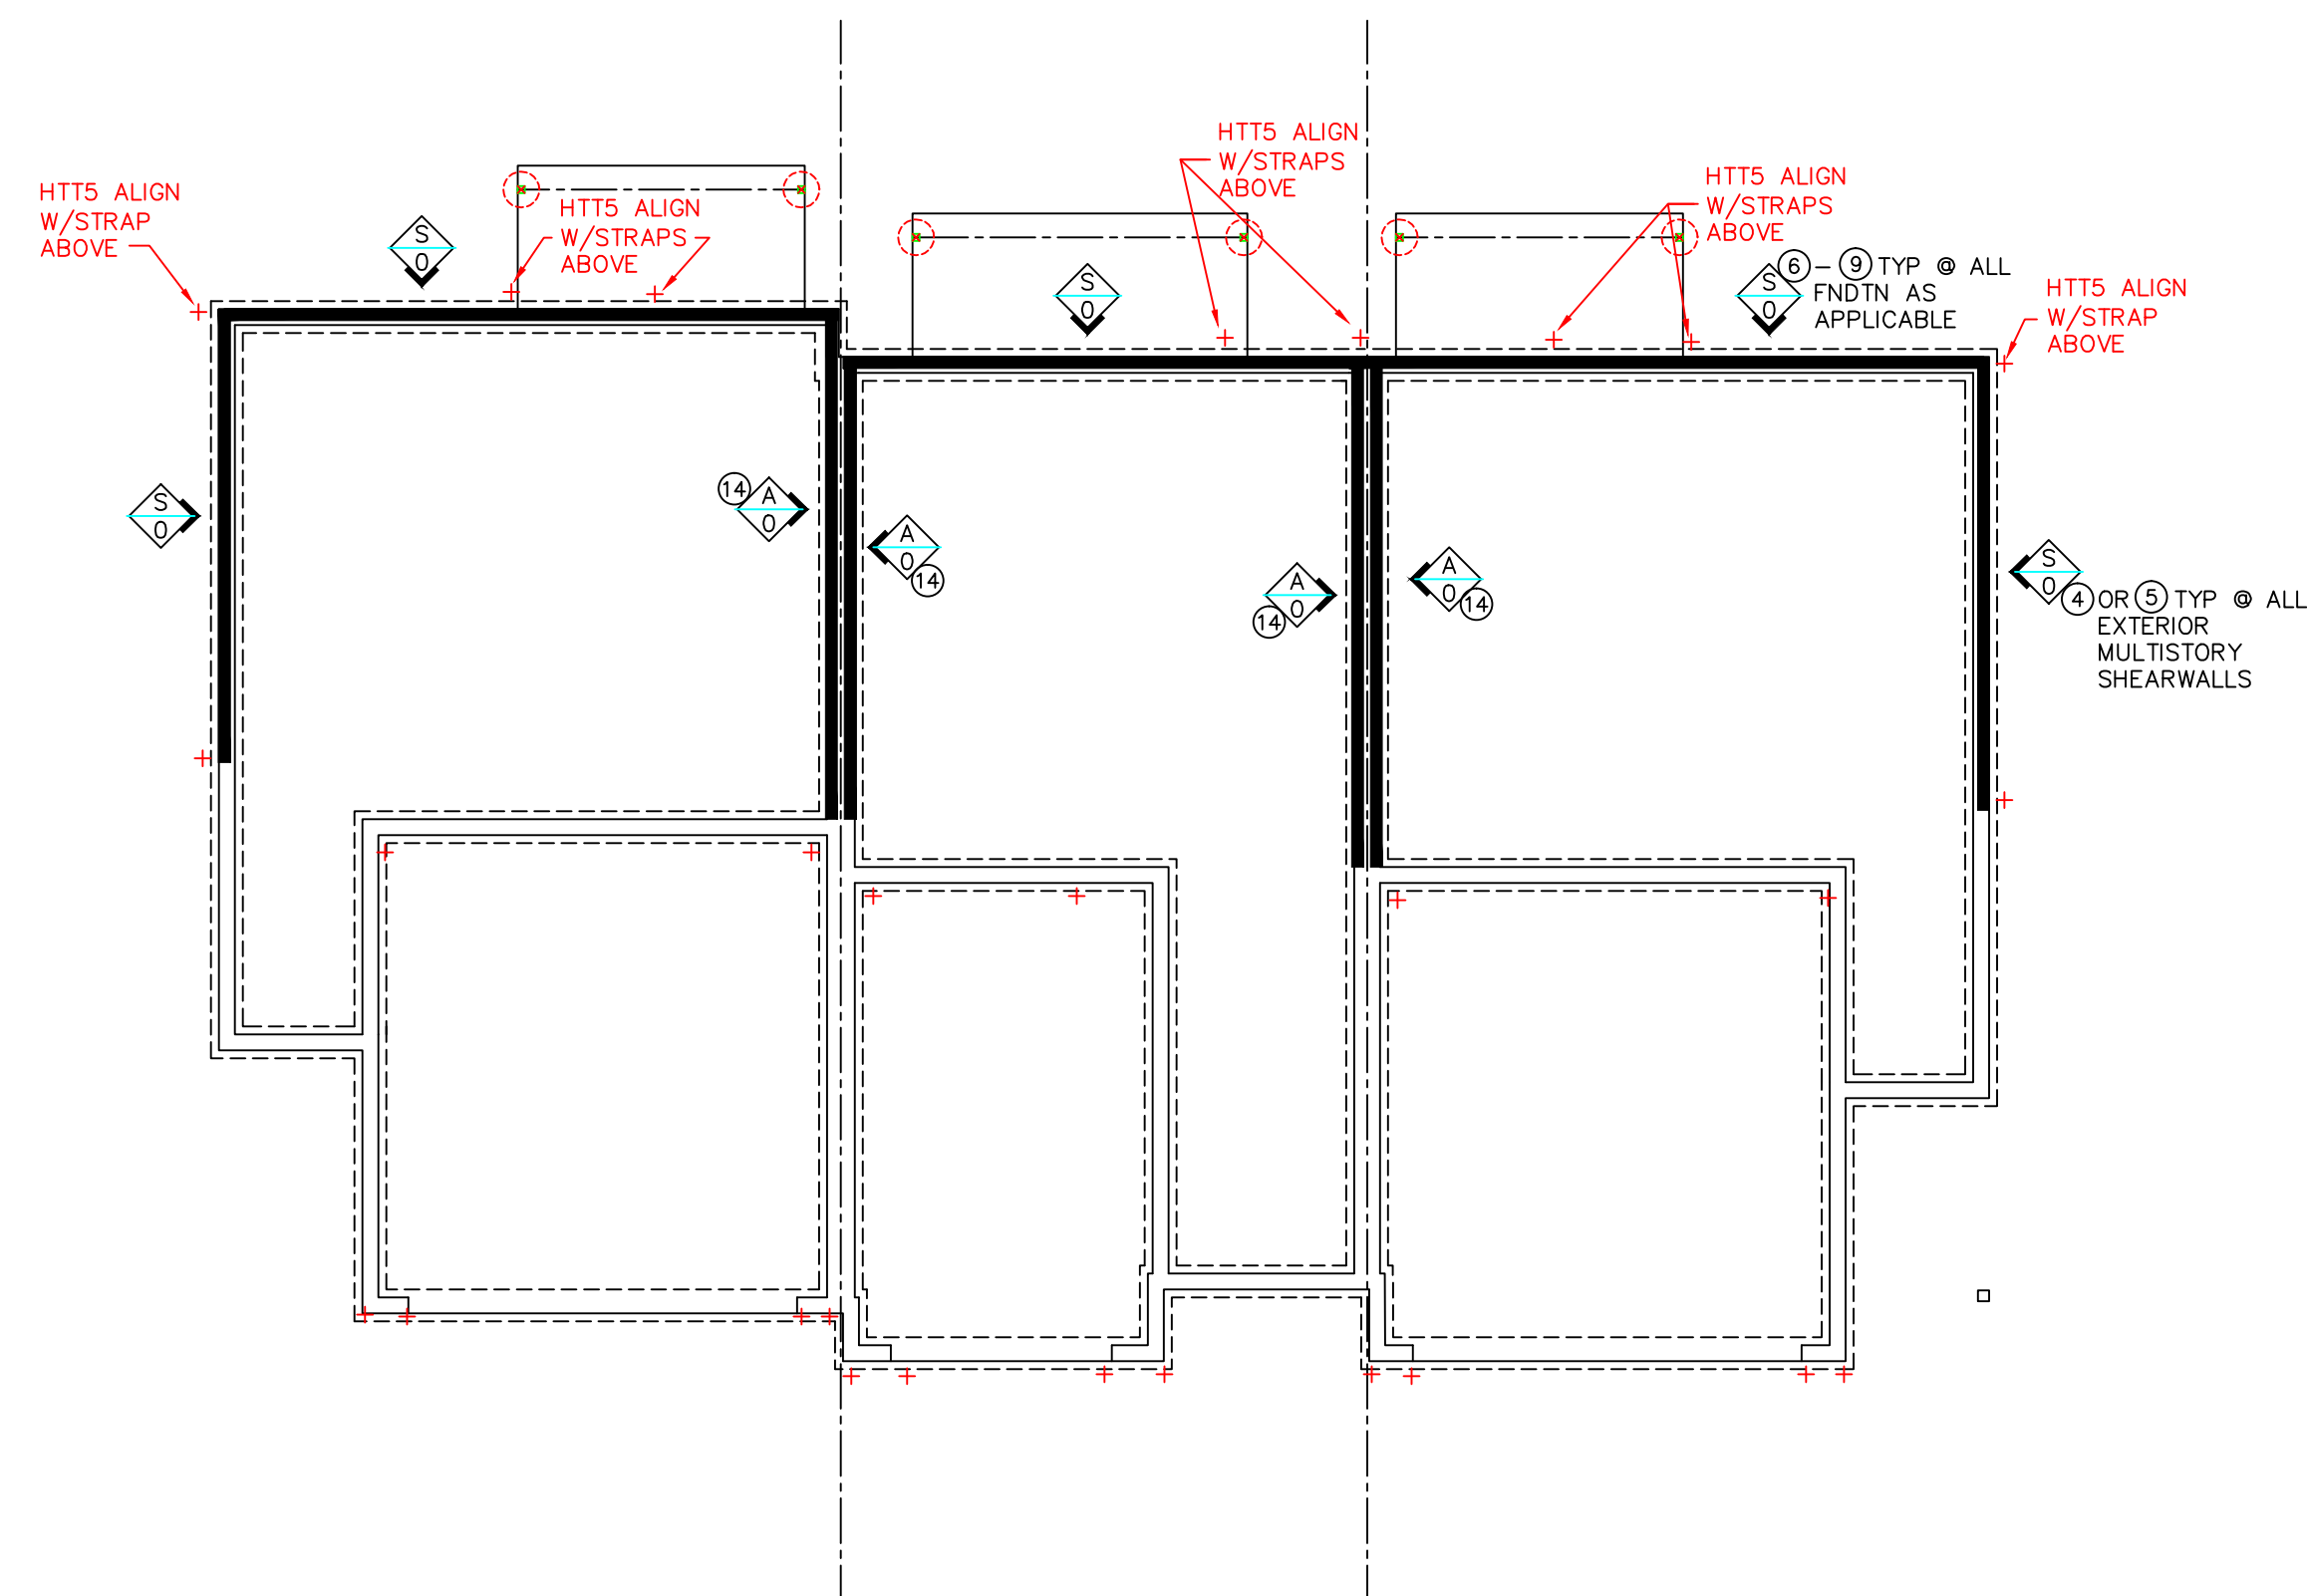 HTT5 ALIGN
W/STRAP
ABOVE
S
0
HTT5 ALIGN
W/STRAPS
ABOVE
HTT5 ALIGN
W/STRAPS
ABOVE
S
0
HTT5 ALIGN
W/STRAPS
ABOVE
S
0
6 – 9 TYP @ ALL
FNDTN AS
APPLICABLE
HTT5 ALIGN
W/STRAP
ABOVE
S
0
14
A
0
A
0
14
A
0
14
A
0
14
S
0
4 OR 5 TYP @ ALL
EXTERIOR
MULTISTORY
SHEARWALLS